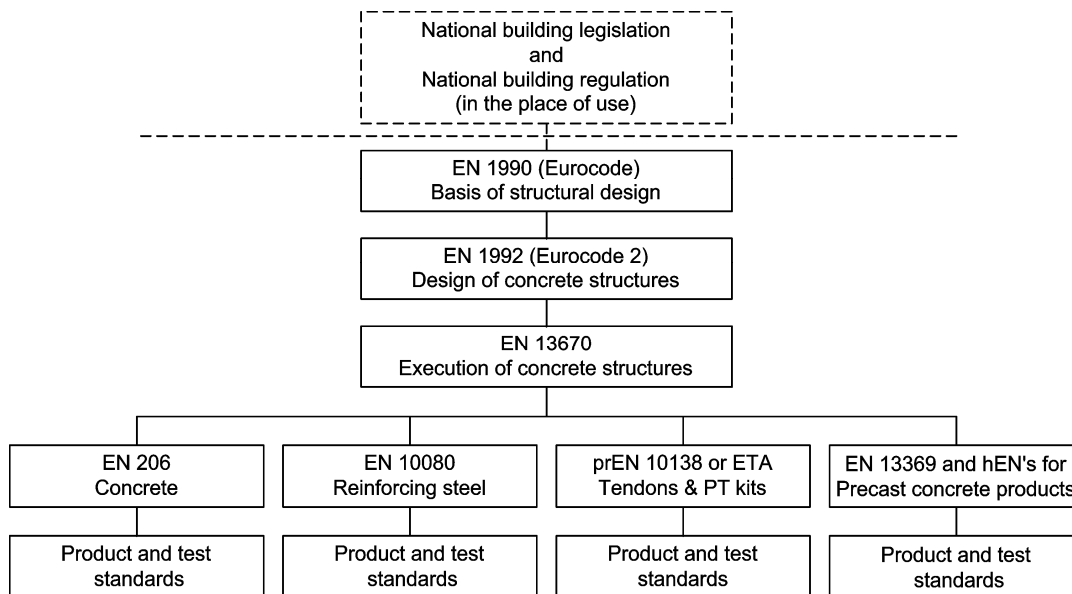 National building legislation
and
National building regulation
(in the place of use)
EN 1990 (Eurocode)
Basis of structural design
EN 1992 (Eurocode 2)
Design of concrete structures
EN 13670
Execution of concrete structures
EN 206
Concrete
EN 10080
Reinforcing steel
prEN 10138 or ETA
Tendons & PT kits
EN 13369 and hEN's for
Precast concrete products
Product and test
standards
Product and test
standards
Product and test
standards
Product and test
standards